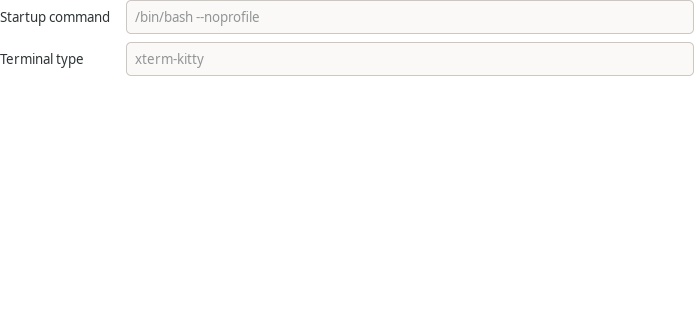 Startup command
/bin/bash --noprofile
Terminal type
xterm-kitty